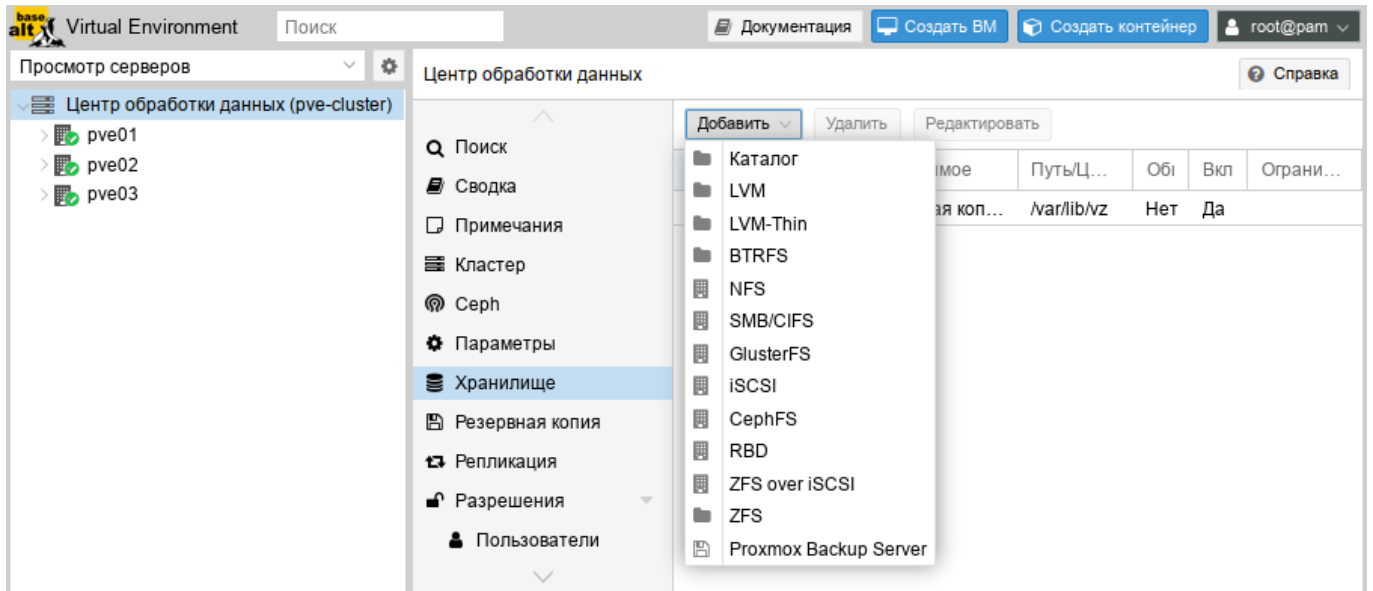 base alt Virtual Environment Поиск Документация Создать ВМ Создать контейнер root@pam
Просмотр серверов
Центр обработки данных Справка
Центр обработки данных (pve-cluster)
pve01
pve02
pve03
Поиск
Сводка
Примечания
Кластер
Ceph
Параметры
Хранилище
Резервная копия
Репликация
Разрешения
Пользователи
Добавить Удалить Редактировать
Путь/Ц... Вкл Ограни...
ая коп... /var/lib/vz Нет Да
Каталог
LVM
LVM-Thin
BTRFS
NFS
SMB/CIFS
GlusterFS
iSCSI
CephFS
RBD
ZFS over iSCSI
ZFS
Proxmox Backup Server